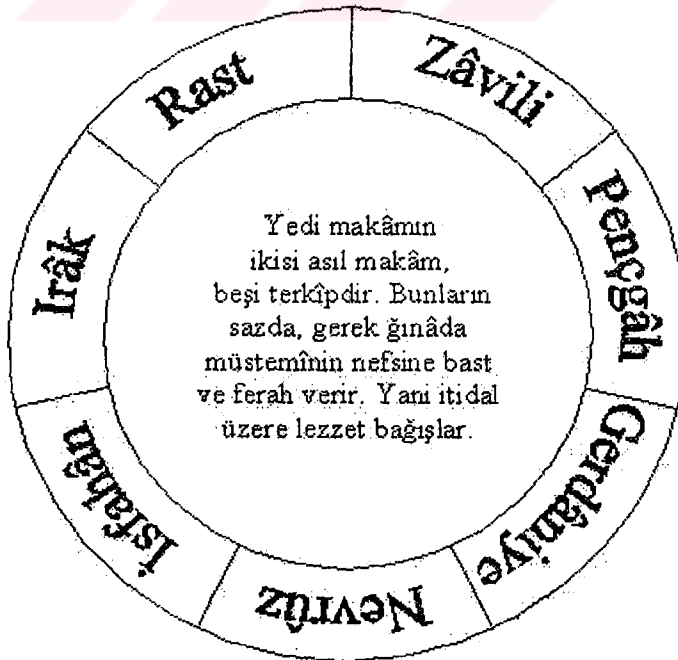 Rast
Zâvili
Pençgâh
Gerdâniye
Nevrûz
İsfahân
Irâk
Yedi makâmın
ikisi asıl makâm,
beşi terkîpdir. Bunların
sazda, gerek ğınâda
müstemînin nefsine bast
ve ferah verir. Yani itidal
üzere lezzet bağışlar.